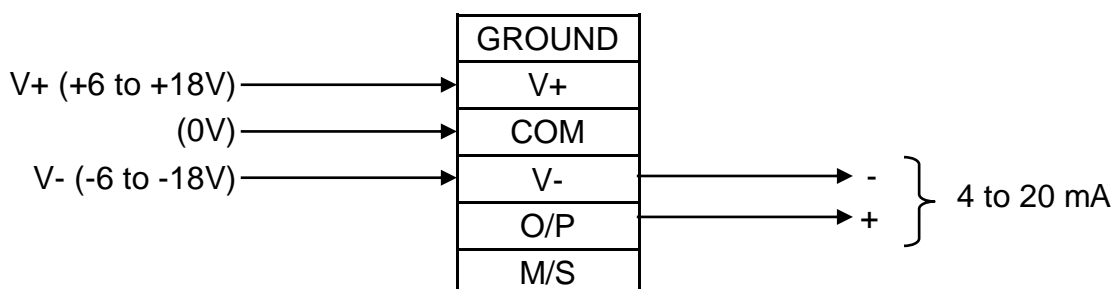 GROUND
V+ (+6 to +18V) V+
(0V) COM
V- (-6 to -18V) V- -
4 to 20 mA
O/P +
M/S